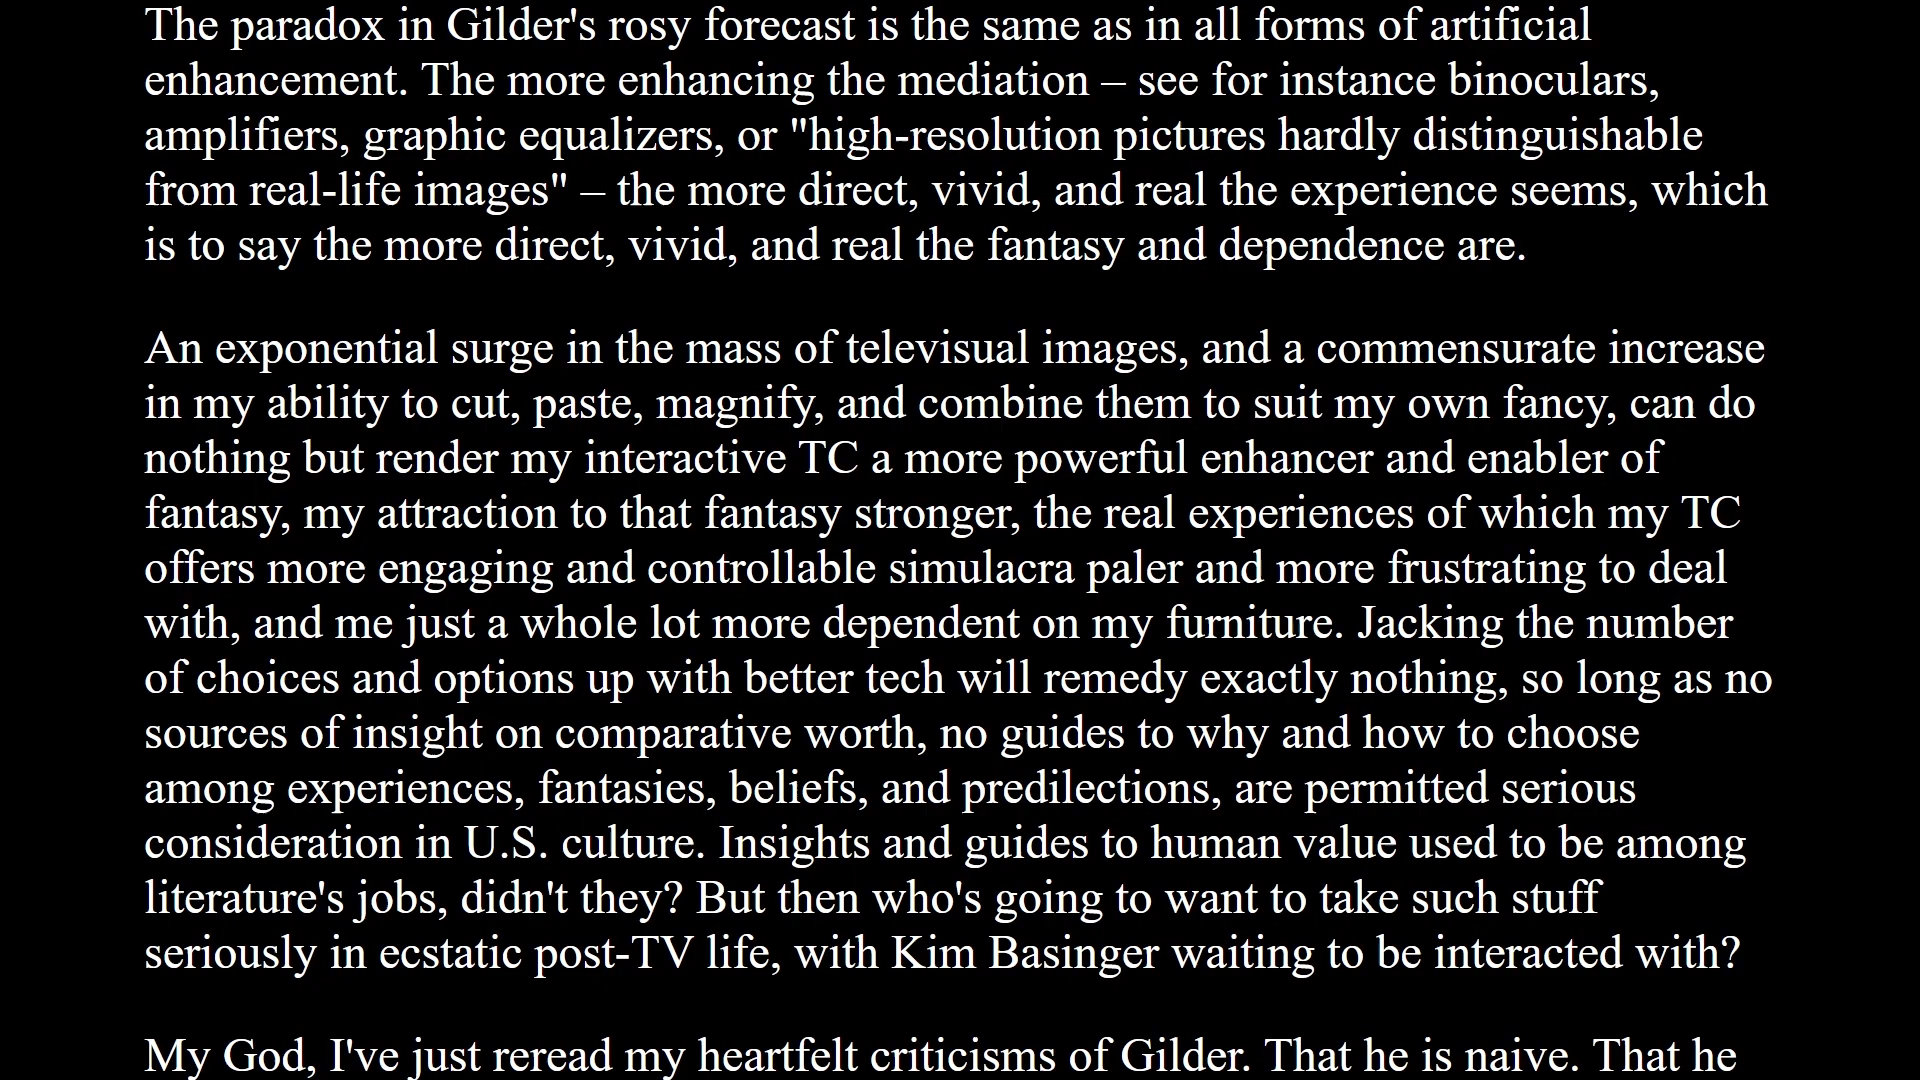 The paradox in Gilder's rosy forecast is the same as in all forms of artificial
enhancement. The more enhancing the mediation – see for instance binoculars,
amplifiers, graphic equalizers, or "high-resolution pictures hardly distinguishable
from real-life images" – the more direct, vivid, and real the experience seems, which
is to say the more direct, vivid, and real the fantasy and dependence are.
An exponential surge in the mass of televisual images, and a commensurate increase
in my ability to cut, paste, magnify, and combine them to suit my own fancy, can do
nothing but render my interactive TC a more powerful enhancer and enabler of
fantasy, my attraction to that fantasy stronger, the real experiences of which my TC
offers more engaging and controllable simulacra paler and more frustrating to deal
with, and me just a whole lot more dependent on my furniture. Jacking the number
of choices and options up with better tech will remedy exactly nothing, so long as no
sources of insight on comparative worth, no guides to why and how to choose
among experiences, fantasies, beliefs, and predilections, are permitted serious
consideration in U.S. culture. Insights and guides to human value used to be among
literature's jobs, didn't they? But then who's going to want to take such stuff
seriously in ecstatic post-TV life, with Kim Basinger waiting to be interacted with?
My God, I've just reread my heartfelt criticisms of Gilder. That he is naive. That he